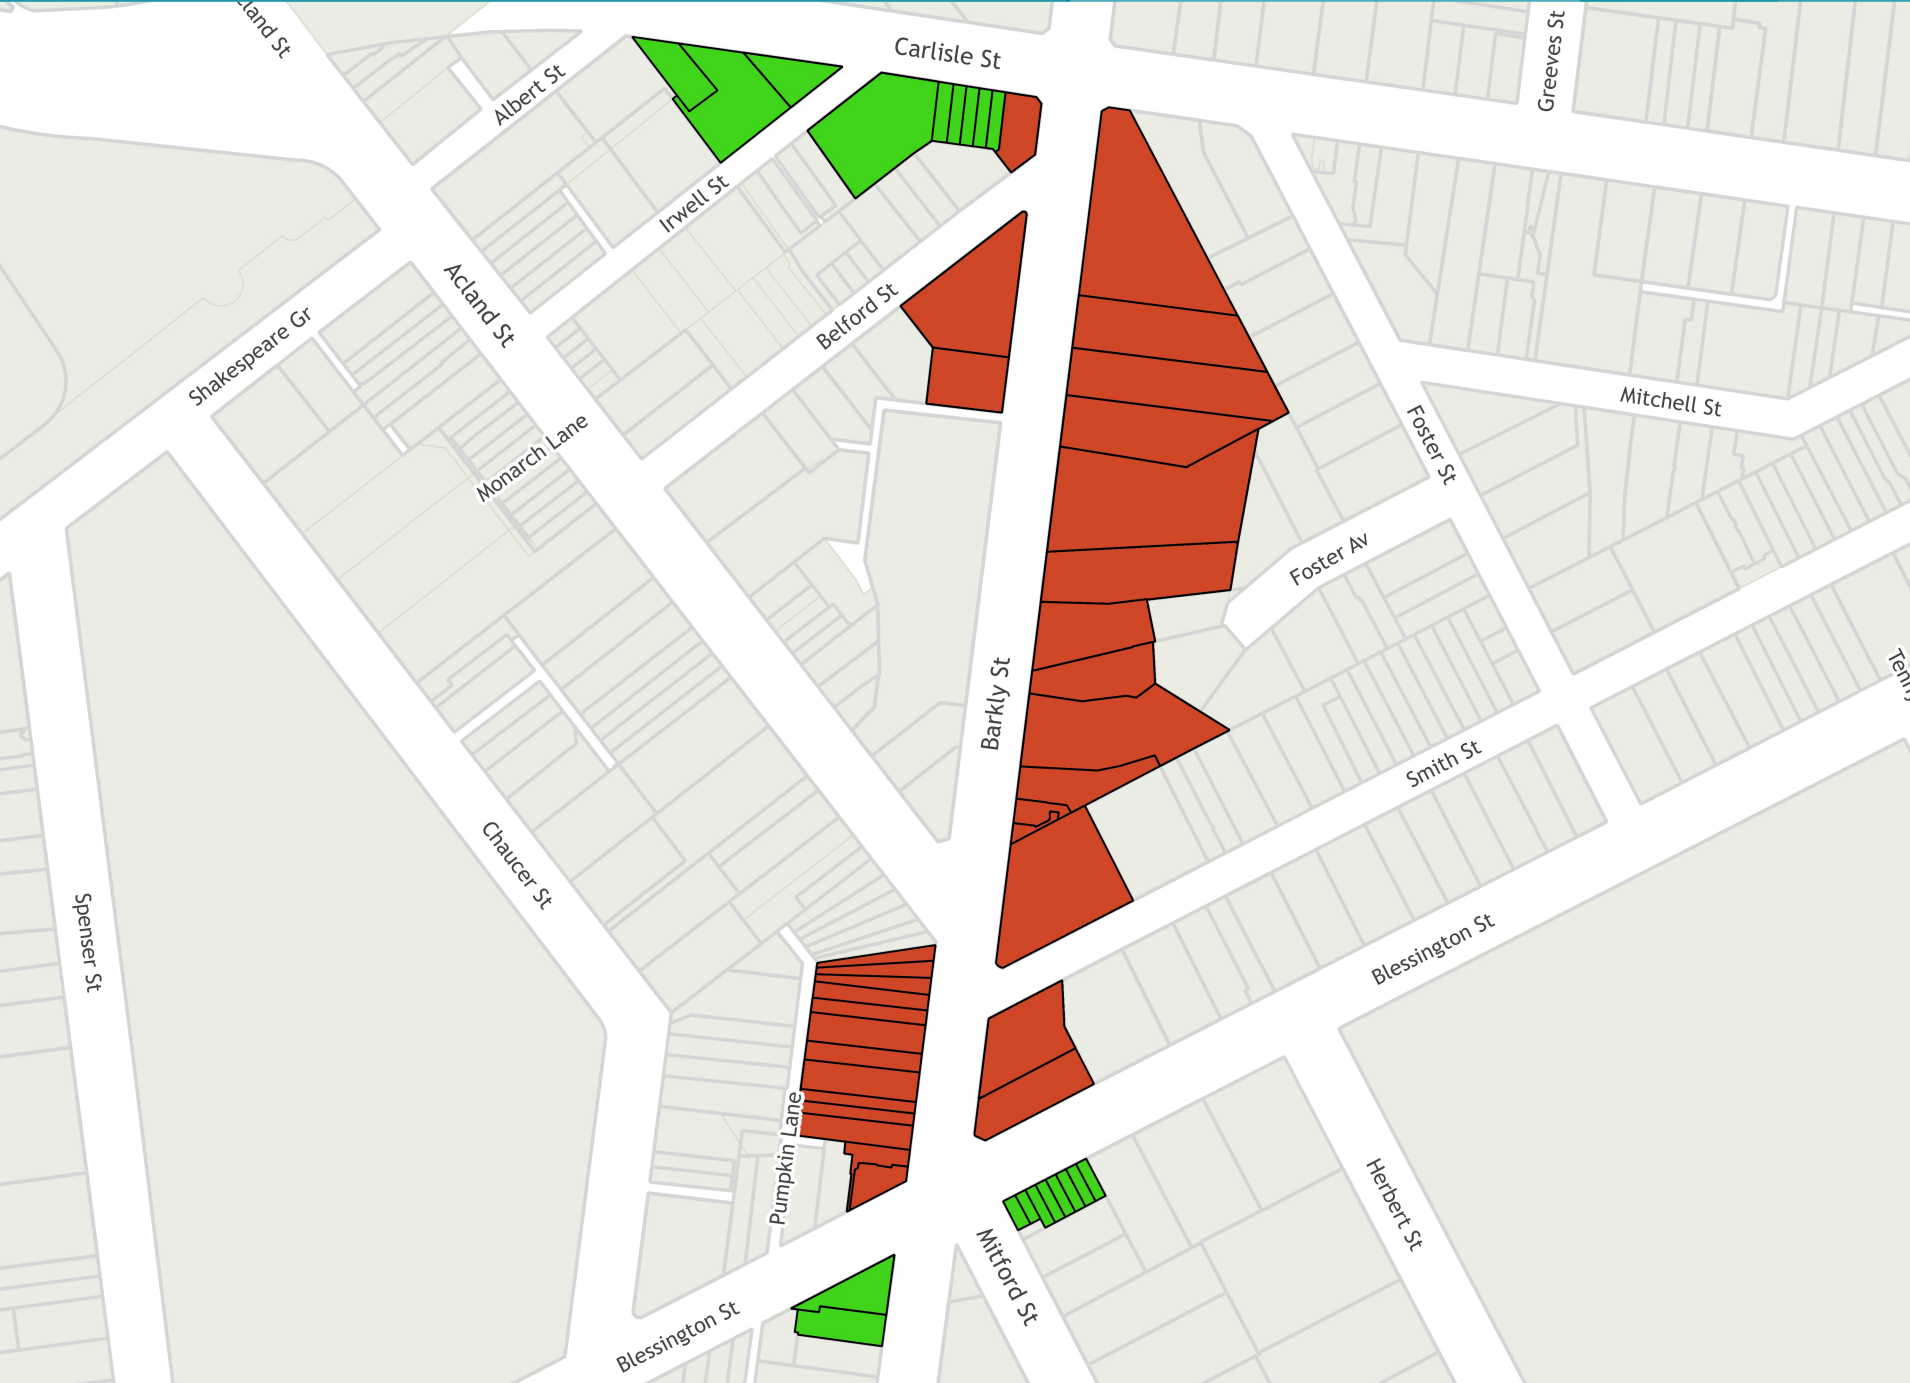 land St
Carlisle St
Greeves St
Albert St
Irwell St
Acland St
Belford St
Shakespeare Gr
Mitchell St
Monarch Lane
Foster St
Foster Av
Barkly St
Smith St
Chaucer St
Spenser St
Blessington St
Pumpkin Lane
Herbert St
Mitford St
Blessington St